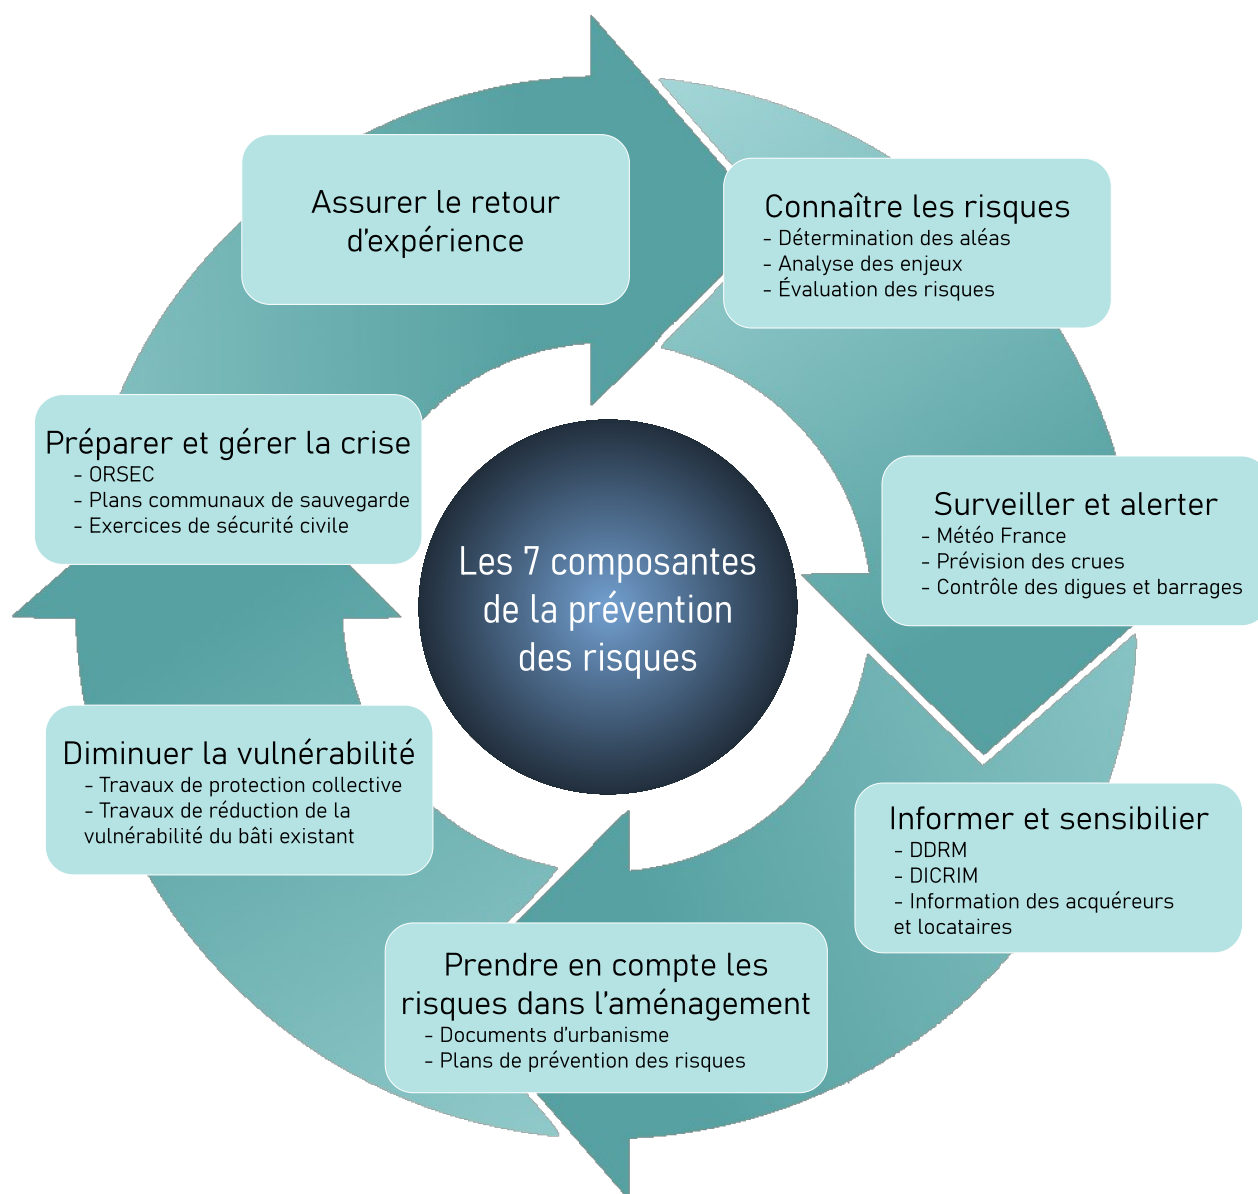 Assurer le retour
d'expérience
Connaître les risques
- Détermination des aléas
- Analyse des enjeux
- Évaluation des risques
Préparer et gérer la crise
- ORSEC
- Plans communaux de sauvegarde
- Exercices de sécurité civile
Surveiller et alerter
- Météo France
- Prévision des crues
- Contrôle des digues et barrages
Les 7 composantes
de la prévention
des risques
Diminuer la vulnérabilité
- Travaux de protection collective
- Travaux de réduction de la
vulnérabilité du bâti existant
Informer et sensibilier
- DDRM
- DICRIM
- Information des acquéreurs
et locataires
Prendre en compte les
risques dans l'aménagement
- Documents d'urbanisme
- Plans de prévention des risques